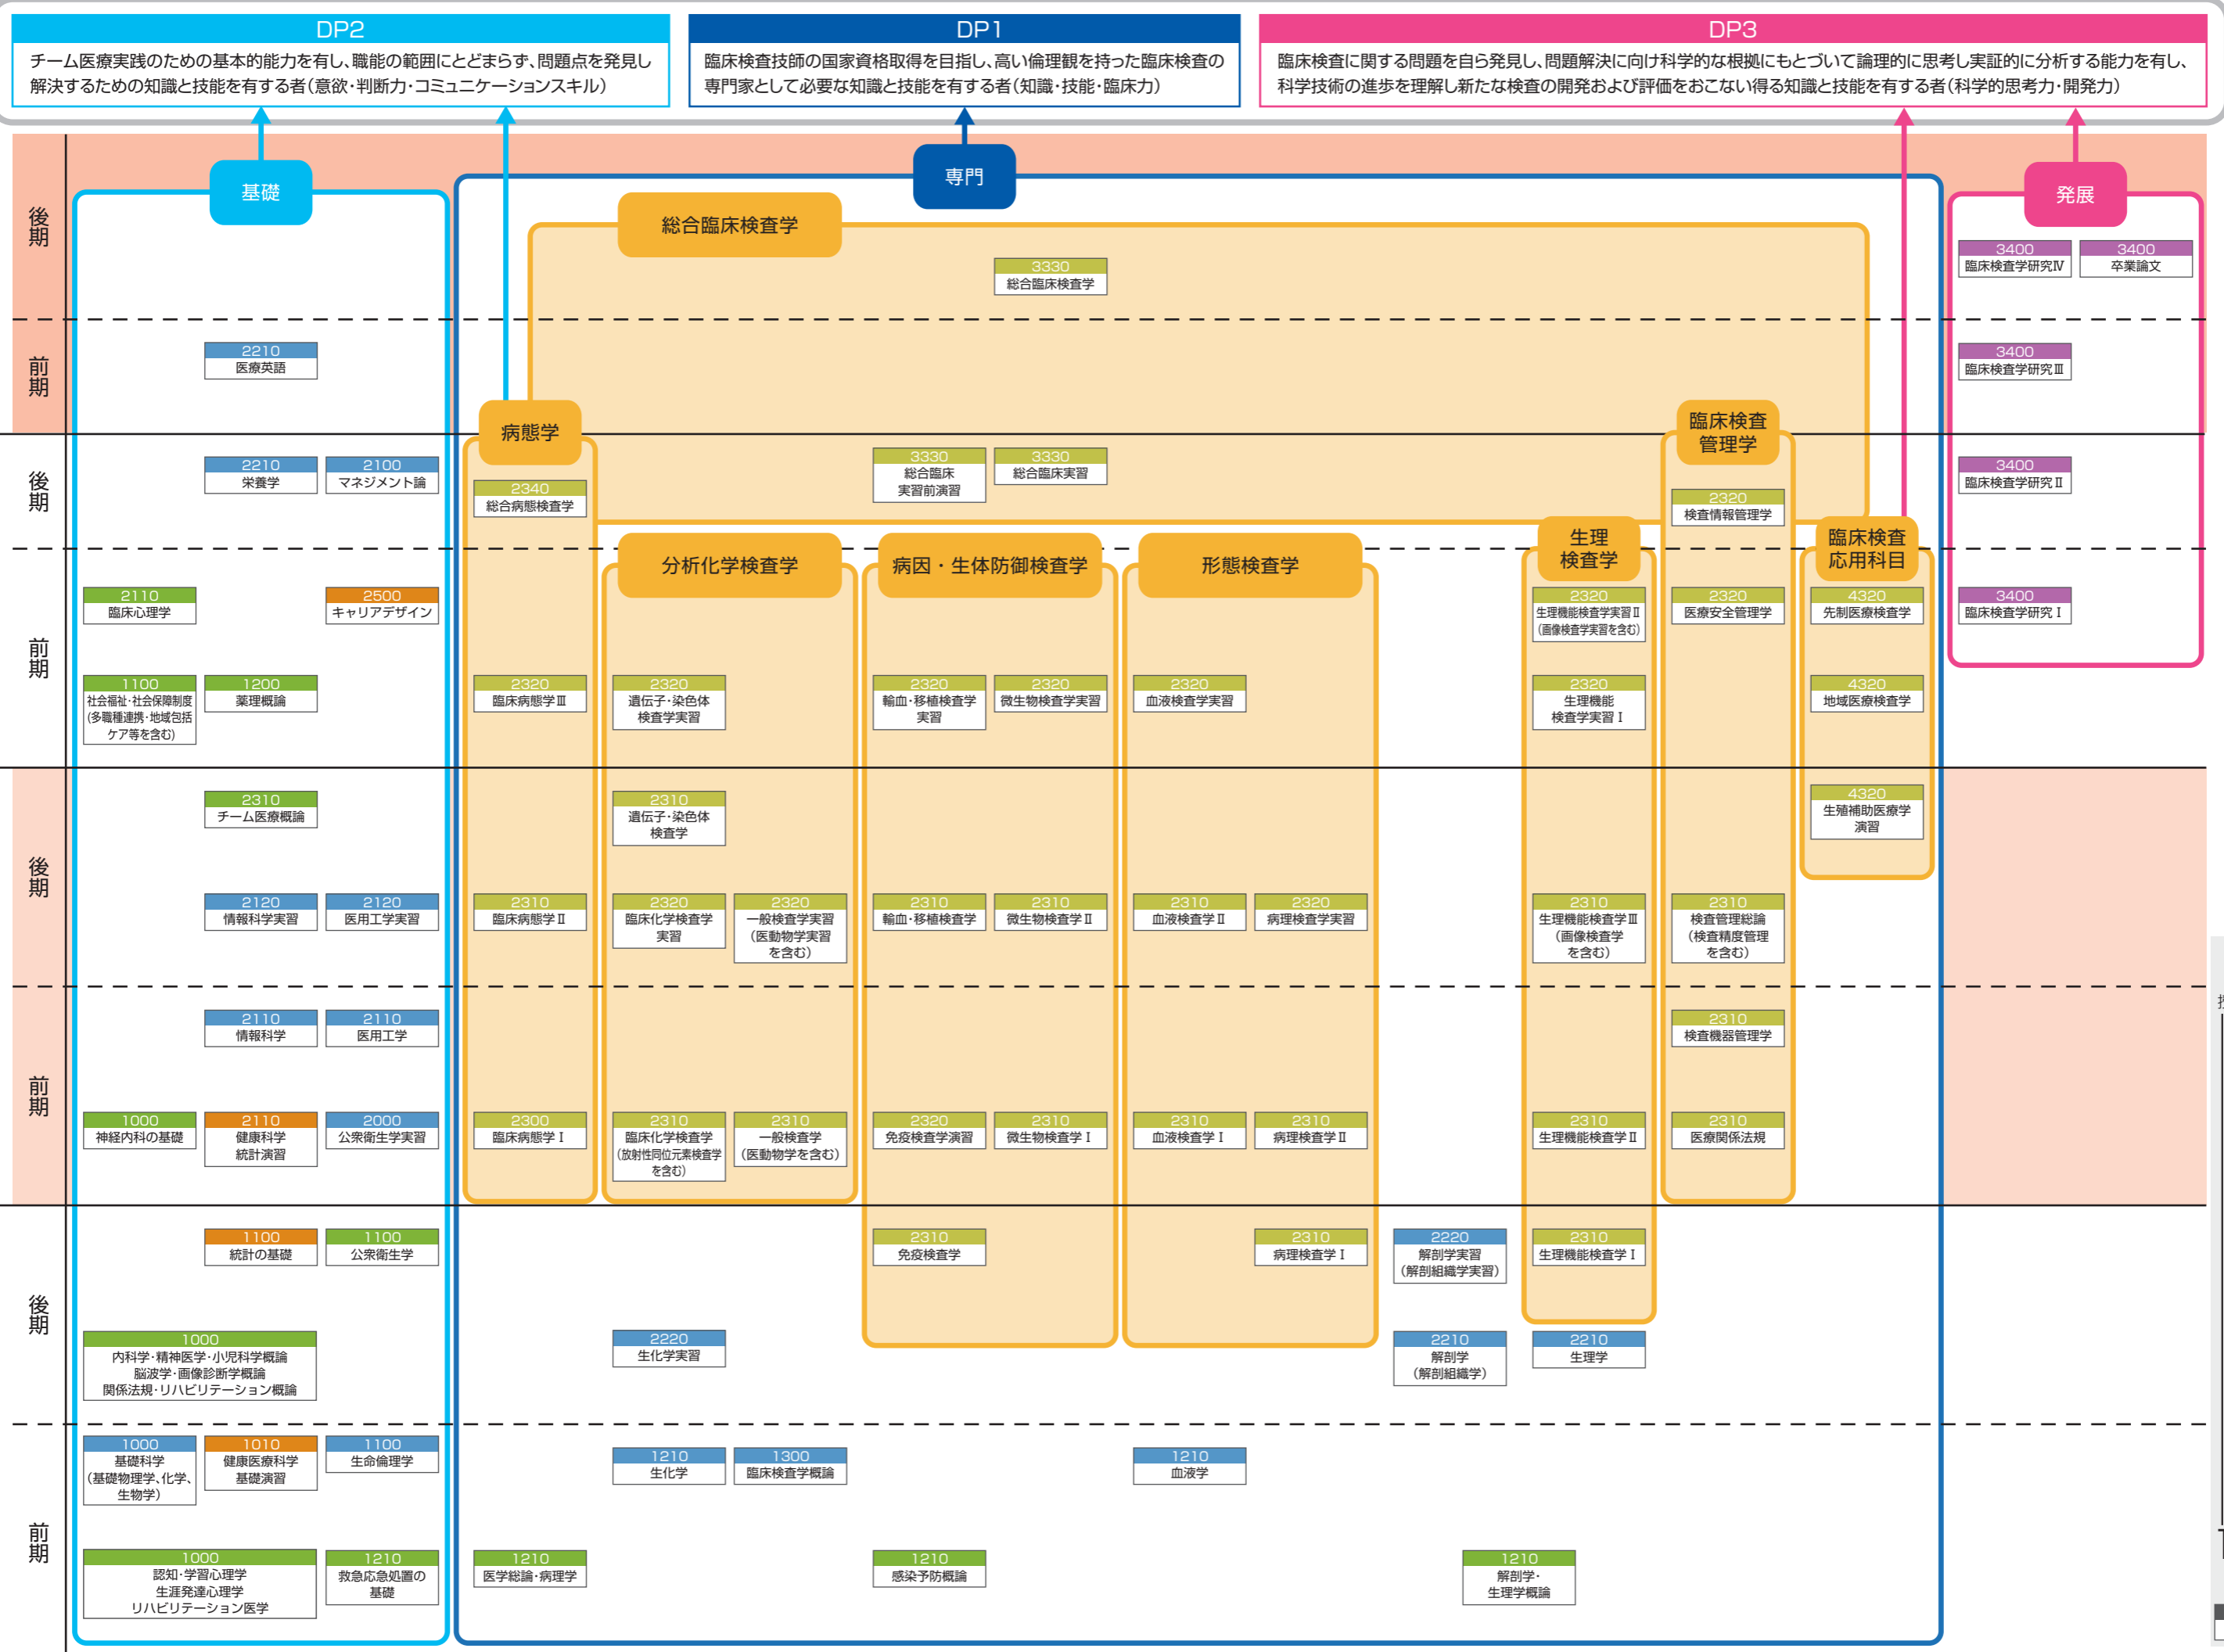 DP2
チーム医療実践のための基本的能力を有し、職能の範囲にとどまらず、問題点を発見し
解決するための知識と技能を有する者（意欲・判断力・コミュニケーションスキル）
DP1
臨床検査技師の国家資格取得を目指し、高い倫理観を持った臨床検査の
専門家として必要な知識と技能を有する者（知識・技能・臨床力）
DP3
臨床検査に関する問題を自ら発見し、問題解決に向け科学的な根拠にもとづいて論理的に思考し実証的に分析する能力を有し、
科学技術の進歩を理解し新たな検査の開発および評価をおこない得る知識と技能を有する者（科学的思考力・開発力）
基礎
専門
発展
後期
総合臨床検査学
3330
総合臨床検査学
3400
臨床検査学研究Ⅳ
3400
卒業論文
前期
2210
医療英語
3400
臨床検査学研究Ⅲ
病態学
臨床検査
管理学
後期
2210
栄養学
2100
マネジメント論
2340
総合病態検査学
3330
総合臨床
実習前演習
3330
総合臨床実習
2320
検査情報管理学
3400
臨床検査学研究Ⅱ
分析化学検査学
病因・生体防御検査学
形態検査学
生理
検査学
臨床検査
応用科目
前期
2110
臨床心理学
2500
キャリアデザイン
2320
生理機能検査学実習Ⅱ
（画像検査学実習を含む）
2320
医療安全管理学
4320
先制医療検査学
3400
臨床検査学研究Ⅰ
1100
社会福祉・社会保障制度
（多職種連携・地域包括
ケア等を含む）
1200
薬理概論
2320
臨床病態学Ⅲ
2320
遺伝子・染色体
検査学実習
2320
輸血・移植検査学
実習
2320
微生物検査学実習
2320
血液検査学実習
2320
生理機能
検査学実習Ⅰ
4320
地域医療検査学
後期
2310
チーム医療概論
2310
遺伝子・染色体
検査学
4320
生殖補助医療学
演習
2120
情報科学実習
2120
医用工学実習
2310
臨床病態学Ⅱ
2320
臨床化学検査学
実習
2320
一般検査学実習
（医動物学実習
を含む）
2310
輸血・移植検査学
2310
微生物検査学Ⅱ
2310
血液検査学Ⅱ
2320
病理検査学実習
2310
生理機能検査学Ⅲ
（画像検査学
を含む）
2310
検査管理総論
（検査精度管理
を含む）
前期
2110
情報科学
2110
医用工学
2310
検査機器管理学
1000
神経内科の基礎
2110
健康科学
統計演習
2000
公衆衛生学実習
2300
臨床病態学Ⅰ
2310
臨床化学検査学
（放射性同位元素検査学
を含む）
2310
一般検査学
（医動物学を含む）
2320
免疫検査学演習
2310
微生物検査学Ⅰ
2310
血液検査学Ⅰ
2310
病理検査学Ⅱ
2310
生理機能検査学Ⅱ
2310
医療関係法規
後期
1100
統計の基礎
1100
公衆衛生学
2310
免疫検査学
2310
病理検査学Ⅰ
2220
解剖学実習
（解剖組織学実習）
2310
生理機能検査学Ⅰ
1000
内科学・精神医学・小児科学概論
脳波学・画像診断学概論
関係法規・リハビリテーション概論
2220
生化学実習
2210
解剖学
（解剖組織学）
2210
生理学
前期
1000
基礎科学
（基礎物理学、化学、
生物学）
1010
健康医療科学
基礎演習
1100
生命倫理学
1210
生化学
1300
臨床検査学概論
1210
血液学
1000
認知・学習心理学
生涯発達心理学
リハビリテーション医学
1210
救急応急処置の
基礎
1210
医学総論・病理学
1210
感染予防概論
1210
解剖学・
生理学概論